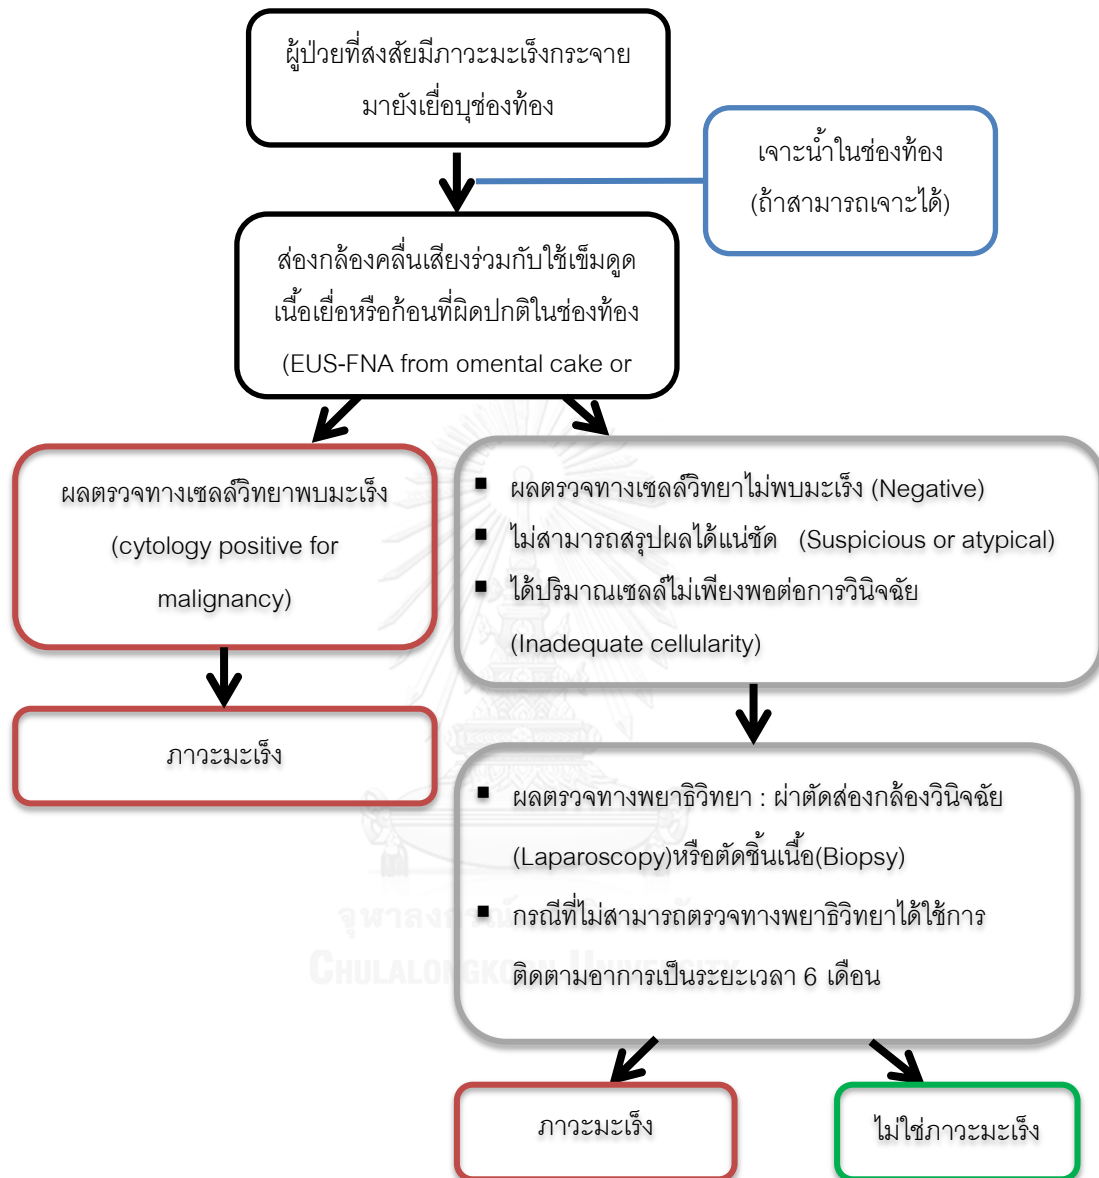 ผู้ป่วยที่สงสัยมีภาวะมะเร็งกระจาย
มายังเยื่อบุช่องท้อง
เจาะน้ำในช่องท้อง
(ถ้าสามารถเจาะได้)
ส่องกล้องคลื่นเสียงร่วมกับใช้เข็มดูด
เนื้อเยื่อหรือก้อนที่ผิดปกติในช่องท้อง
(EUS-FNA from omental cake or
ผลตรวจทางเซลล์วิทยาพบมะเร็ง
(cytology positive for
malignancy)
▪ ผลตรวจทางเซลล์วิทยาไม่พบมะเร็ง (Negative)
▪ ไม่สามารถสรุปผลได้แน่ชัด (Suspicious or atypical)
▪ ได้ปริมาณเซลล์ไม่เพียงพอต่อการวินิจฉัย
(Inadequate cellularity)
ภาวะมะเร็ง
▪ ผลตรวจทางพยาธิวิทยา : ผ่าตัดส่องกล้องวินิจฉัย
(Laparoscopy)หรือตัดชิ้นเนื้อ(Biopsy)
▪ กรณีที่ไม่สามารถตรวจทางพยาธิวิทยาได้ใช้การ
ติดตามอาการเป็นระยะเวลา 6 เดือน
CHULALONGKORN UNIVERSITY
ภาวะมะเร็ง
ไม่ใช่ภาวะมะเร็ง